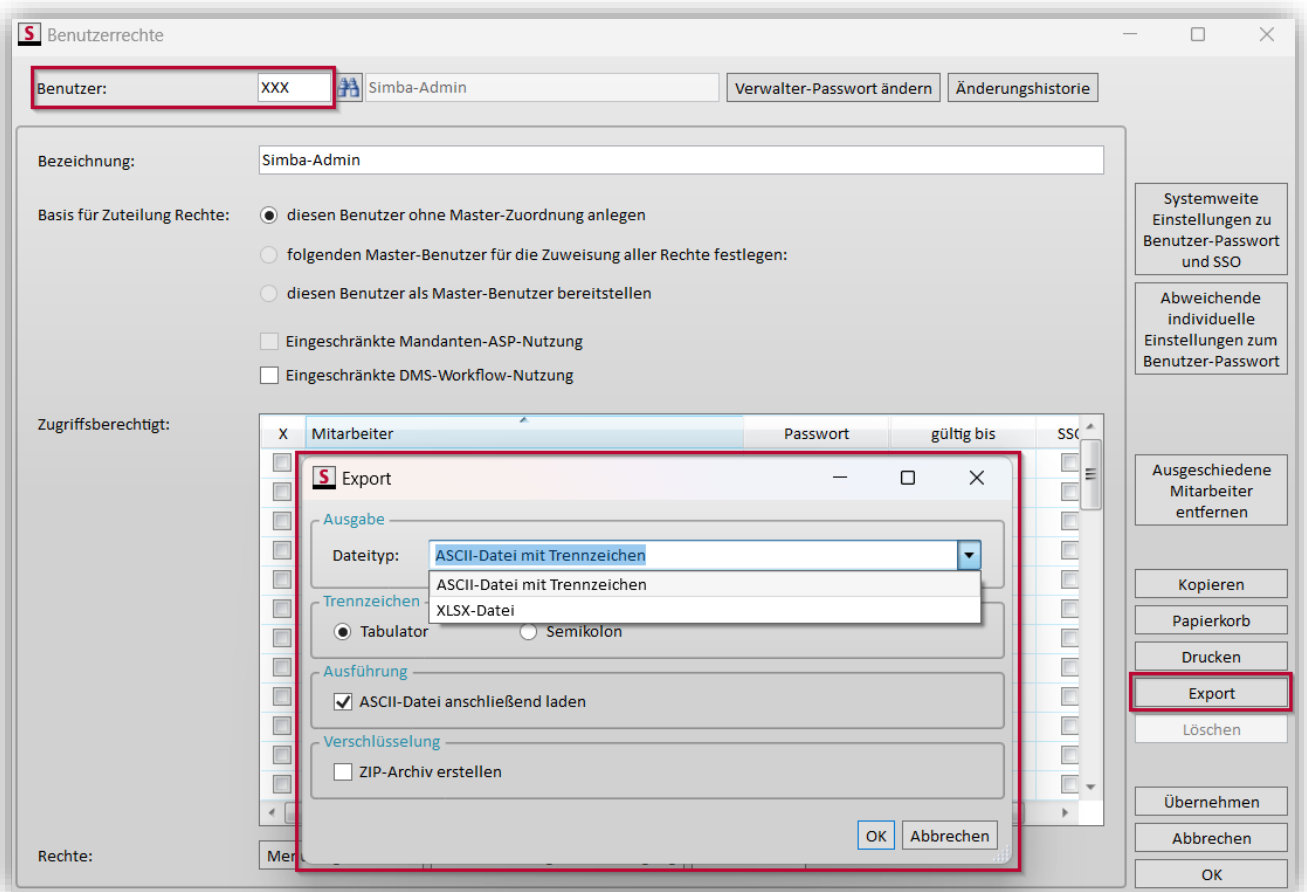 S Benutzerrechte
Benutzer: XXX Simba-Admin Verwalter-Passwort ändern Änderungshistorie
Bezeichnung: Simba-Admin
Basis für Zuteilung Rechte: diesen Benutzer ohne Master-Zuordnung anlegen
folgenden Master-Benutzer für die Zuweisung aller Rechte festlegen:
diesen Benutzer als Master-Benutzer bereitstellen
Eingeschränkte Mandanten-ASP-Nutzung
Eingeschränkte DMS-Workflow-Nutzung
Zugriffsberechtigt:
X Mitarbeiter Passwort gültig bis
S Export
Ausgabe
Dateityp: ASCII-Datei mit Trennzeichen
ASCII-Datei mit Trennzeichen
XLSX-Datei
Trennzeichen
Tabulator Semikolon
Ausführung
ASCII-Datei anschließend laden
Verschlüsselung
ZIP-Archiv erstellen
OK Abbrechen
Rechte:
Systemweite
Einstellungen zu
Benutzer-Passwort
und SSO
Abweichende
individuelle
Einstellungen zum
Benutzer-Passwort
Ausgeschiedene
Mitarbeiter
entfernen
Kopieren
Papierkorb
Drucken
Export
Löschen
Übernehmen
Abbrechen
OK